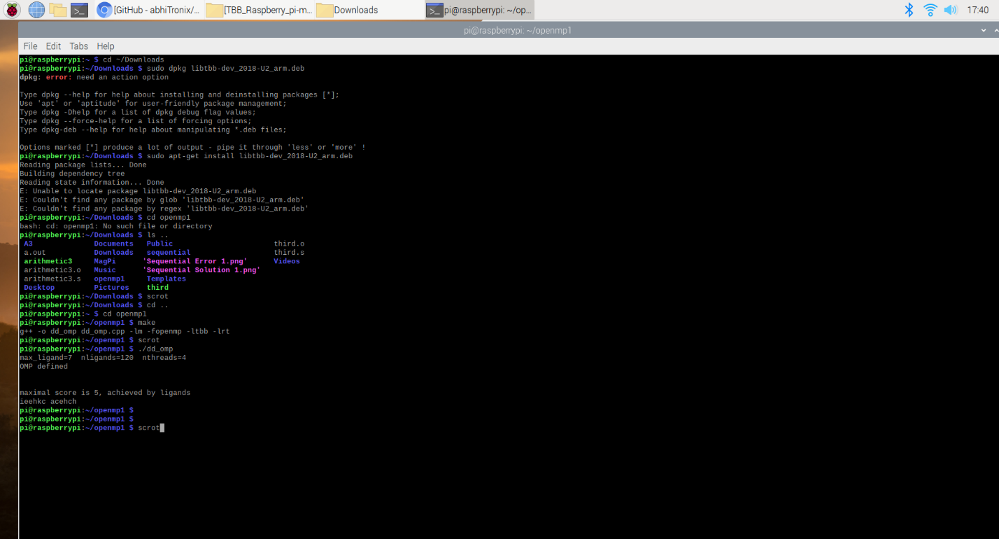 [GitHub - abhiTronix/... [TBB_Raspberry_pi-m... Downloads pi@raspberrypi: ~/op... 17:40
pi@raspberrypi: ~/openmp1
File Edit Tabs Help
pi@raspberrypi:~ $ cd ~/Downloads
pi@raspberrypi:~/Downloads $ sudo dpkg libtbb-dev_2018-U2_arm.deb
dpkg: error: need an action option
Type dpkg --help for help about installing and deinstalling packages [*];
Use 'apt' or 'aptitude' for user-friendly package management;
Type dpkg -Dhelp for a list of dpkg debug flag values;
Type dpkg --force-help for a list of forcing options;
Type dpkg-deb --help for help about manipulating *.deb files;
Options marked [*] produce a lot of output - pipe it through 'less' or 'more' !
pi@raspberrypi:~/Downloads $ sudo apt-get install libtbb-dev_2018-U2_arm.deb
Reading package lists... Done
Building dependency tree
Reading state information... Done
E: Unable to locate package libtbb-dev_2018-U2_arm.deb
E: Couldn't find any package by glob 'libtbb-dev_2018-U2_arm.deb'
E: Couldn't find any package by regex 'libtbb-dev_2018-U2_arm.deb'
pi@raspberrypi:~/Downloads $ cd openmp1
bash: cd: openmp1: No such file or directory
pi@raspberrypi:~/Downloads $ ls ..
A3 Documents Public third.o
a.out Downloads sequential third.s
arithmetic3 MagPi 'Sequential Error 1.png' Videos
arithmetic3.o Music 'Sequential Solution 1.png'
arithmetic3.s openmp1 Templates
Desktop Pictures third
pi@raspberrypi:~/Downloads $ scrot
pi@raspberrypi:~/Downloads $ cd ..
pi@raspberrypi:~ $ cd openmp1
pi@raspberrypi:~/openmp1 $ make
g++ -o dd_omp dd_omp.cpp -lm -fopenmp -ltbb -lrt
pi@raspberrypi:~/openmp1 $ scrot
pi@raspberrypi:~/openmp1 $ ./dd_omp
max_ligand=7 nligands=120 nthreads=4
OMP defined
maximal score is 5, achieved by ligands
ieehkc acehch
pi@raspberrypi:~/openmp1 $
pi@raspberrypi:~/openmp1 $
pi@raspberrypi:~/openmp1 $ scrot